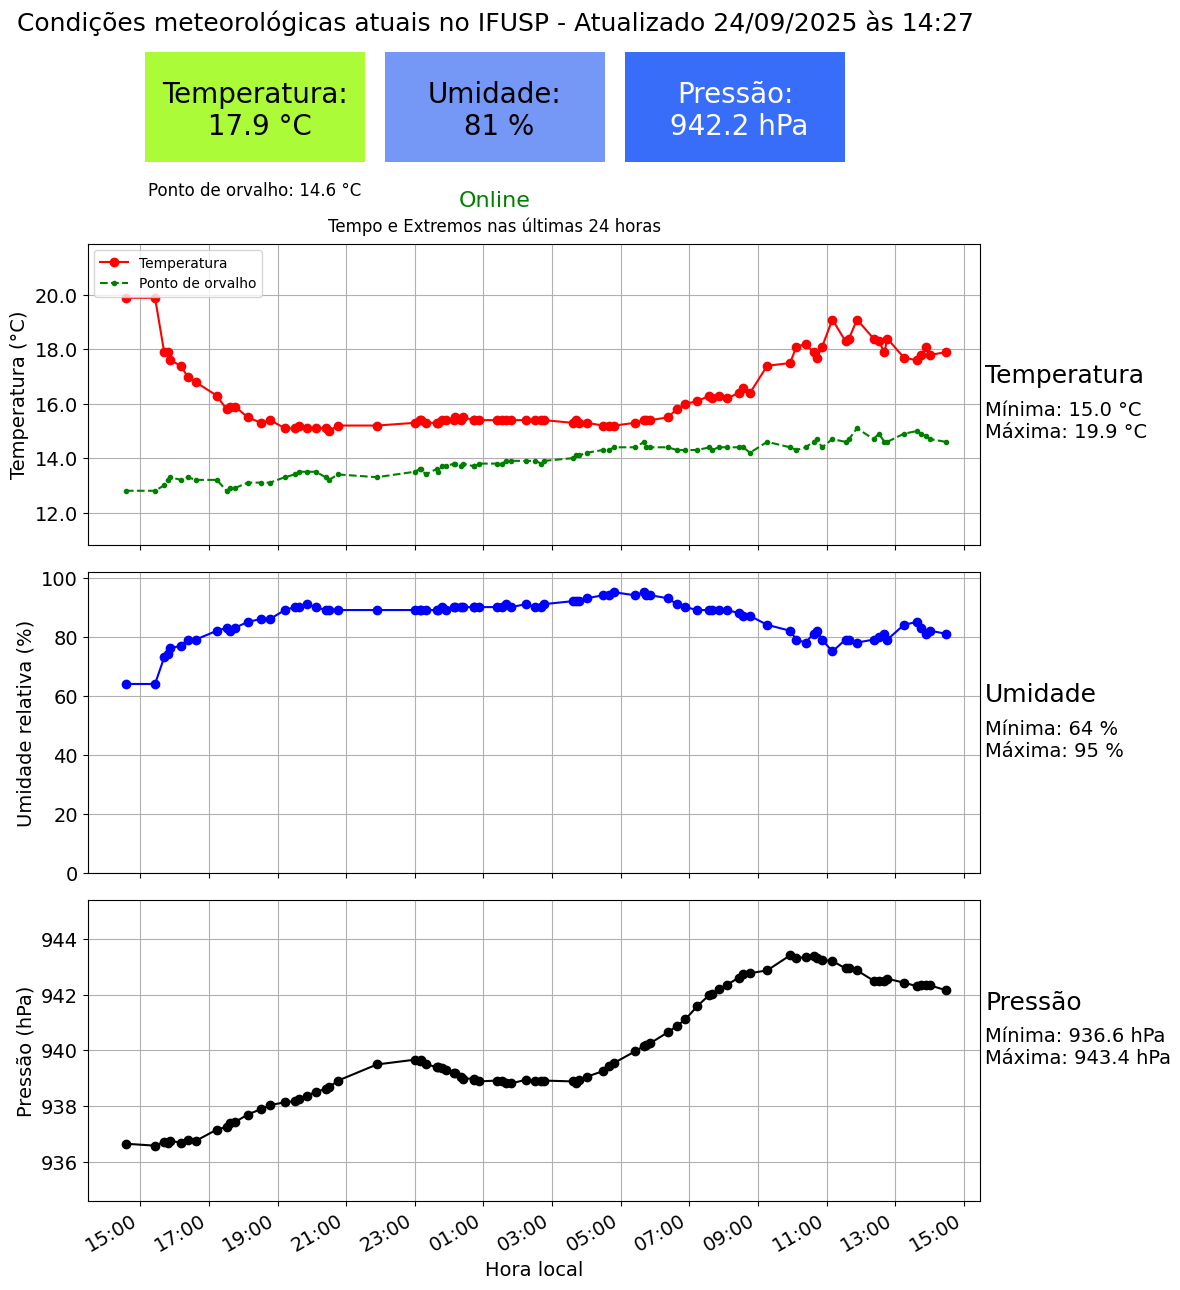 Condições meteorológicas atuais no IFUSP - Atualizado 24/09/2025 às 14:27
Temperatura:
17.9 °C
Umidade:
81 %
Pressão:
942.2 hPa
Ponto de orvalho: 14.6 °C
Online
Tempo e Extremos nas últimas 24 horas
Temperatura (°C)
20.0
18.0
16.0
14.0
12.0
Temperatura
Ponto de orvalho
Temperatura
Mínima: 15.0 °C
Máxima: 19.9 °C
Umidade relativa (%)
100
80
60
40
20
0
Umidade
Mínima: 64 %
Máxima: 95 %
Pressão (hPa)
944
942
940
938
936
Pressão
Mínima: 936.6 hPa
Máxima: 943.4 hPa
15:00 17:00 19:00 21:00 23:00 01:00 03:00 05:00 07:00 09:00 11:00 13:00 15:00
Hora local